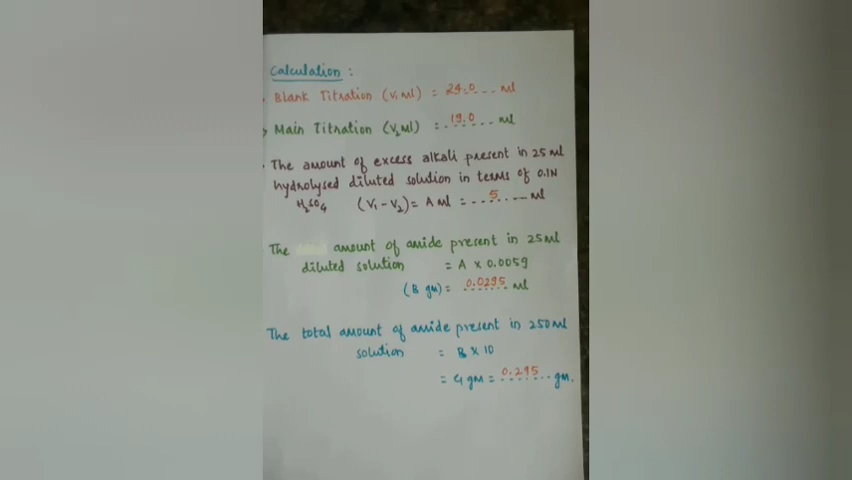 Calculation :
Blank Titration (V₁ ml) = 24.0 ... ml
Main Titration (V₂ ml) = 19.0 ... ml
The amount of excess alkali present in 25 ml
hydrolysed diluted solution in terms of 0.1N
H₂SO₄ (V₁ - V₂) = A ml = ... 5 ... ml
The amount of amide present in 25 ml
diluted solution = A x 0.0059
(B gm) = 0.0295 ml
The total amount of amide present in 250 ml
solution = B x 10
= G gm = 0.295 ... gm.